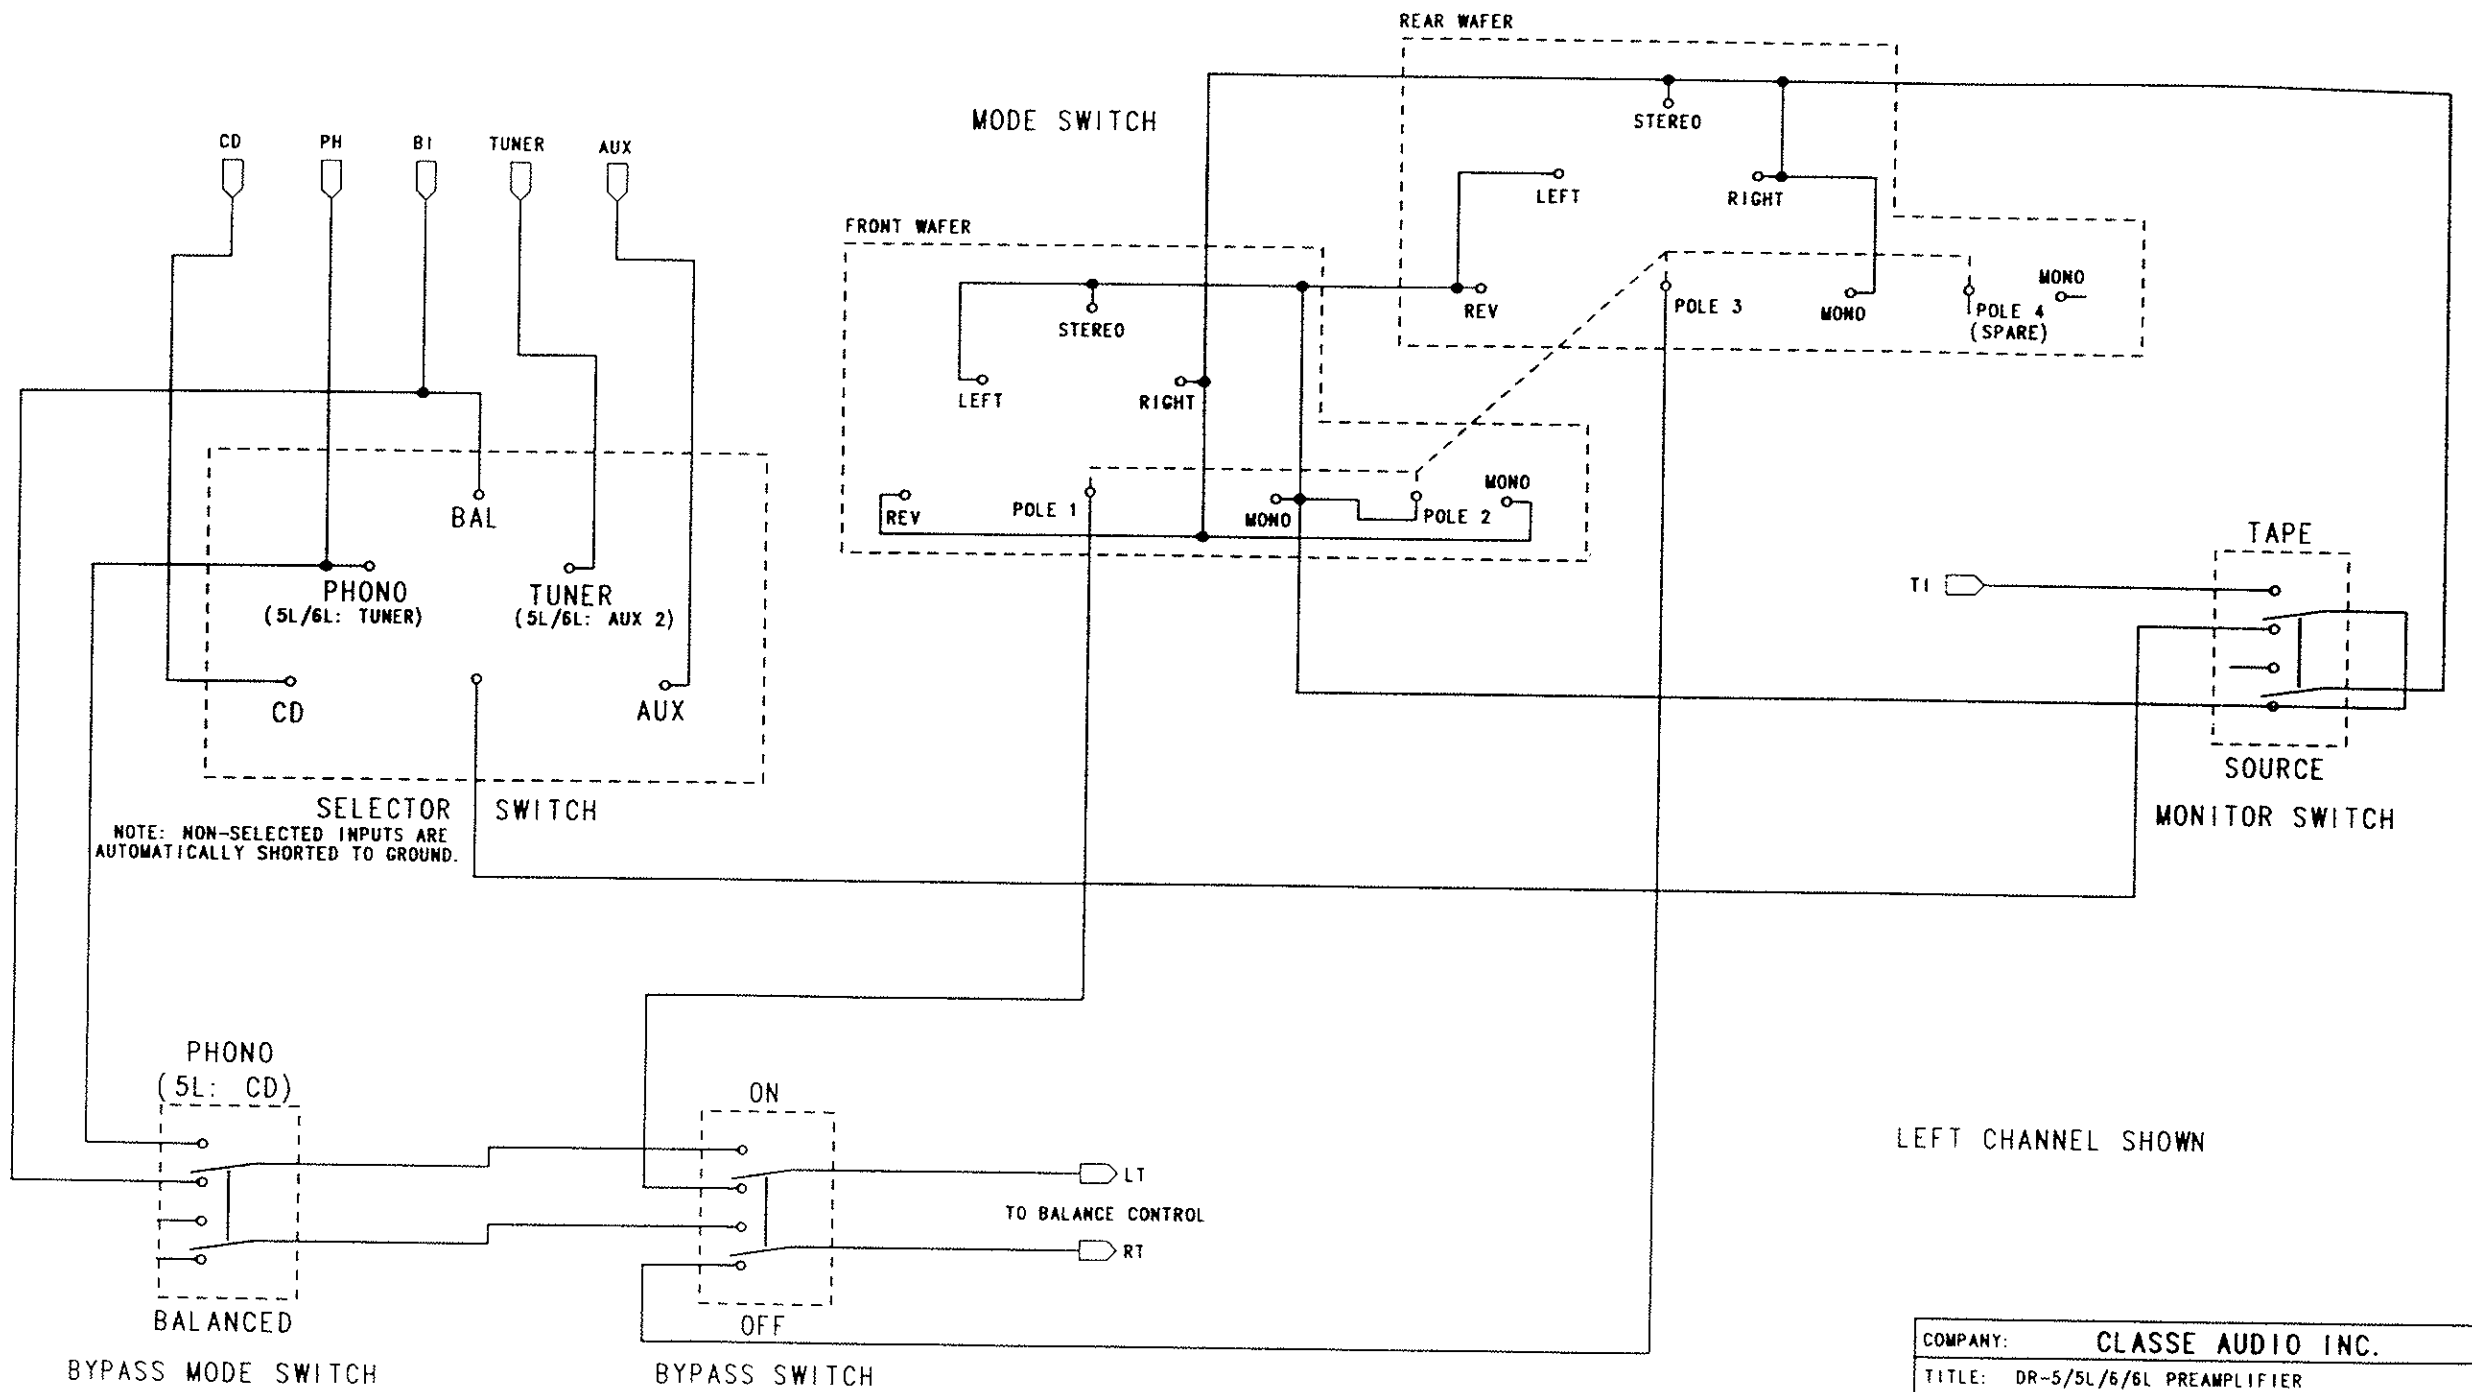 REAR WAFER
MODE SWITCH
STEREO
CD
PH
BI
TUNER
AUX
LEFT
RIGHT
FRONT WAFER
REV
POLE 3
MONO
POLE 4
(SPARE)
MONO
STEREO
LEFT
RIGHT
REV
POLE 1
MONO
POLE 2
MONO
BAL
PHONO
(5L/6L: TUNER)
TUNER
(5L/6L: AUX 2)
CD
AUX
SELECTOR SWITCH
NOTE: NON-SELECTED INPUTS ARE
AUTOMATICALLY SHORTED TO GROUND.
TAPE
TI
SOURCE
MONITOR SWITCH
PHONO
(5L: CD)
BALANCED
BYPASS MODE SWITCH
ON
LT
TO BALANCE CONTROL
RT
OFF
BYPASS SWITCH
LEFT CHANNEL SHOWN
COMPANY: CLASSE AUDIO INC.
TITLE: DR-5/5L/6/6L PREAMPLIFIER